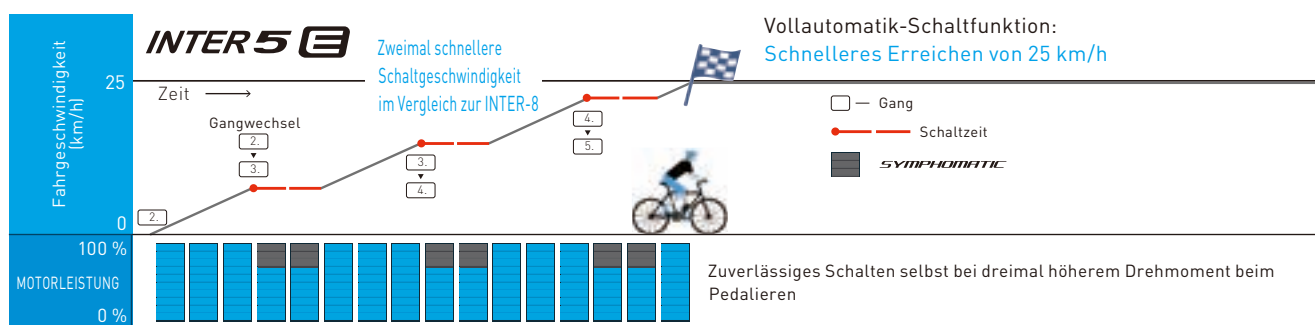 Fahrgeschwindigkeit
(km/h)
25
0
INTER 5 E
Zweimal schnellere
Schaltgeschwindigkeit
im Vergleich zur INTER-8
Vollautomatik-Schaltfunktion:
Schnelleres Erreichen von 25 km/h
Zeit
Gangwechsel
2.
2.
3.
3.
4.
4.
5.
Gang
Schaltzeit
SYMPHOMATIC
100 %
MOTORLEISTUNG
0 %
Zuverlässiges Schalten selbst bei dreimal höherem Drehmoment beim
Pedalieren